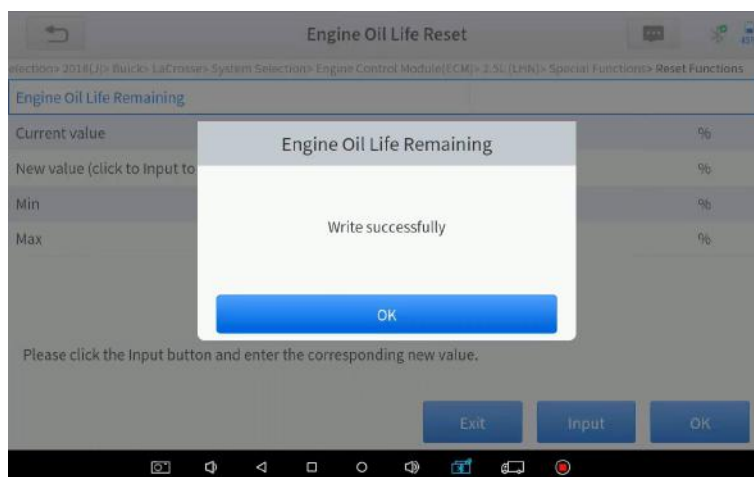 Engine Oil Life Reset
election> 2018(J)> Buick> LaCrosse> System Selection> Engine Control Module(ECM)> 2.5L (LHN)> Special Functions> Reset Functions
Engine Oil Life Remaining
Current value %
New value (click to Input to %
Min %
Max %
Engine Oil Life Remaining
Write successfully
OK
Please click the Input button and enter the corresponding new value.
Exit Input OK